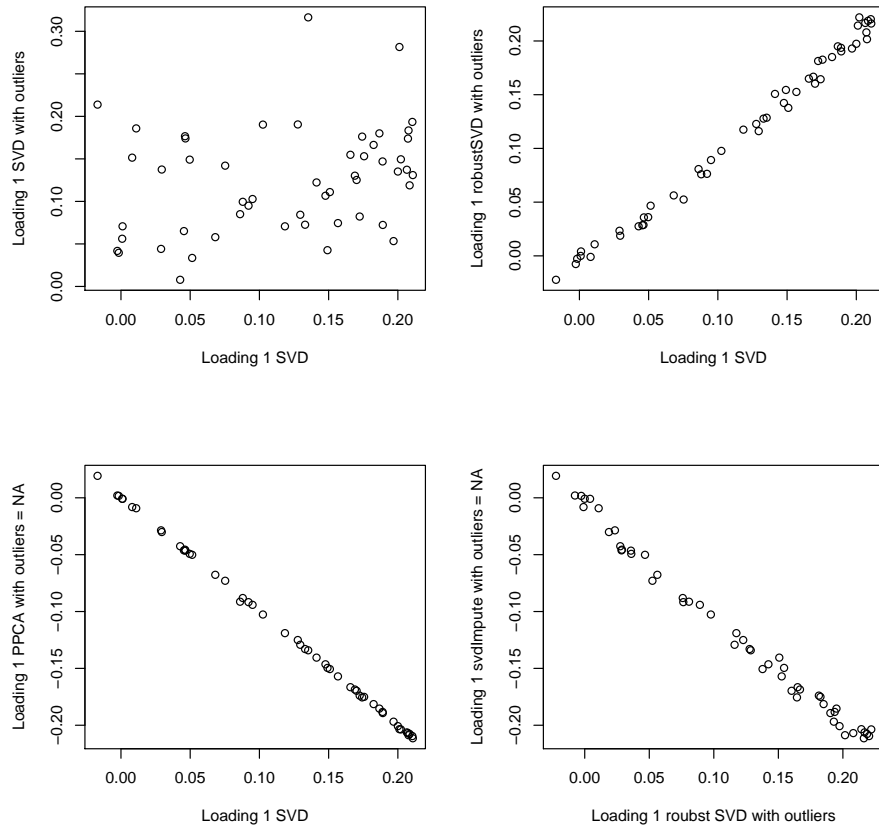 Loading 1 SVD with outliers
0.00 0.10 0.20 0.30
0.00 0.05 0.10 0.15 0.20
Loading 1 SVD
Loading 1 robustSVD with outliers
0.00 0.05 0.10 0.15 0.20
0.00 0.05 0.10 0.15 0.20
Loading 1 SVD
Loading 1 PPCA with outliers = NA
−0.20 −0.15 −0.10 −0.05 0.00
0.00 0.05 0.10 0.15 0.20
Loading 1 SVD
Loading 1 svdImpute with outliers = NA
−0.20 −0.15 −0.10 −0.05 0.00
0.00 0.05 0.10 0.15 0.20
Loading 1 roubst SVD with outliers